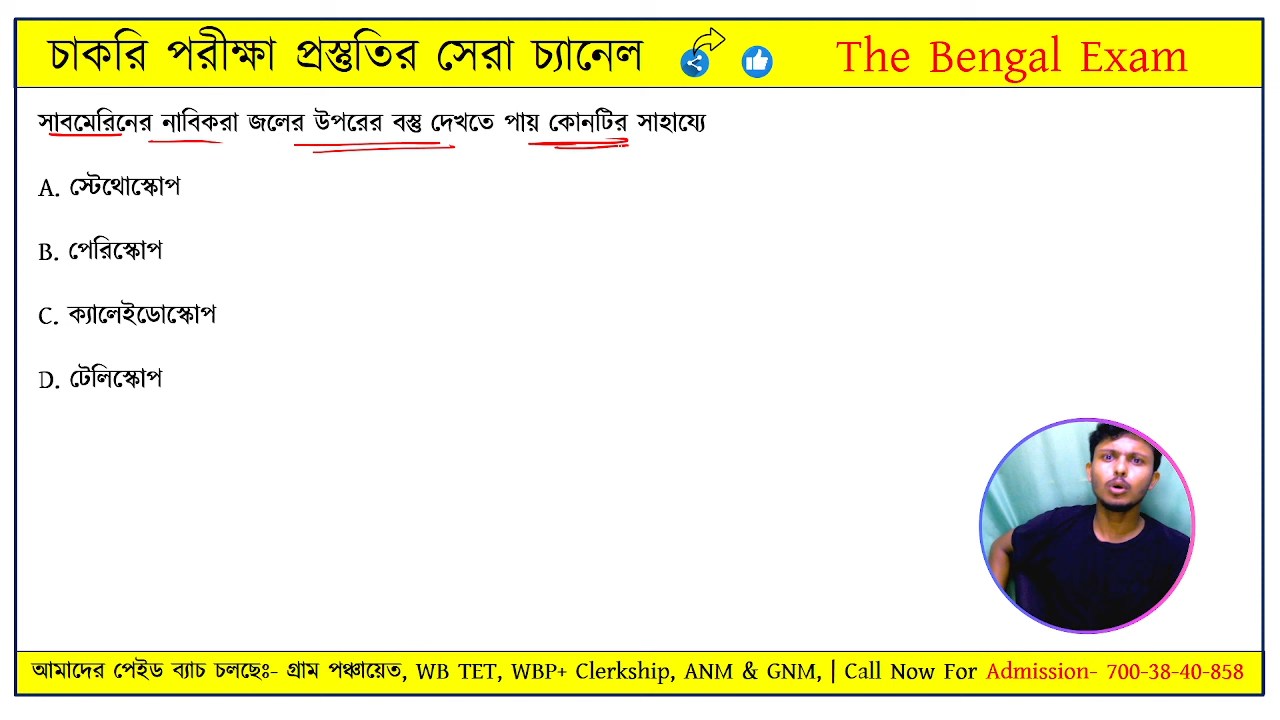 চাকরি পরীক্ষা প্রস্তুতির সেরা চ্যানেল The Bengal Exam
সাবমেরিনের নাবিকরা জলের উপরের বস্তু দেখতে পায় কোনটির সাহায্যে
A. স্টেথোস্কোপ
B. পেরিস্কোপ
C. ক্যালেইডোস্কোপ
D. টেলিস্কোপ
আমাদের পেইড ব্যাচ চলছেঃ- গ্রাম পঞ্চায়েত, WB TET, WBP+ Clerkship, ANM & GNM, | Call Now For Admission- 700-38-40-858